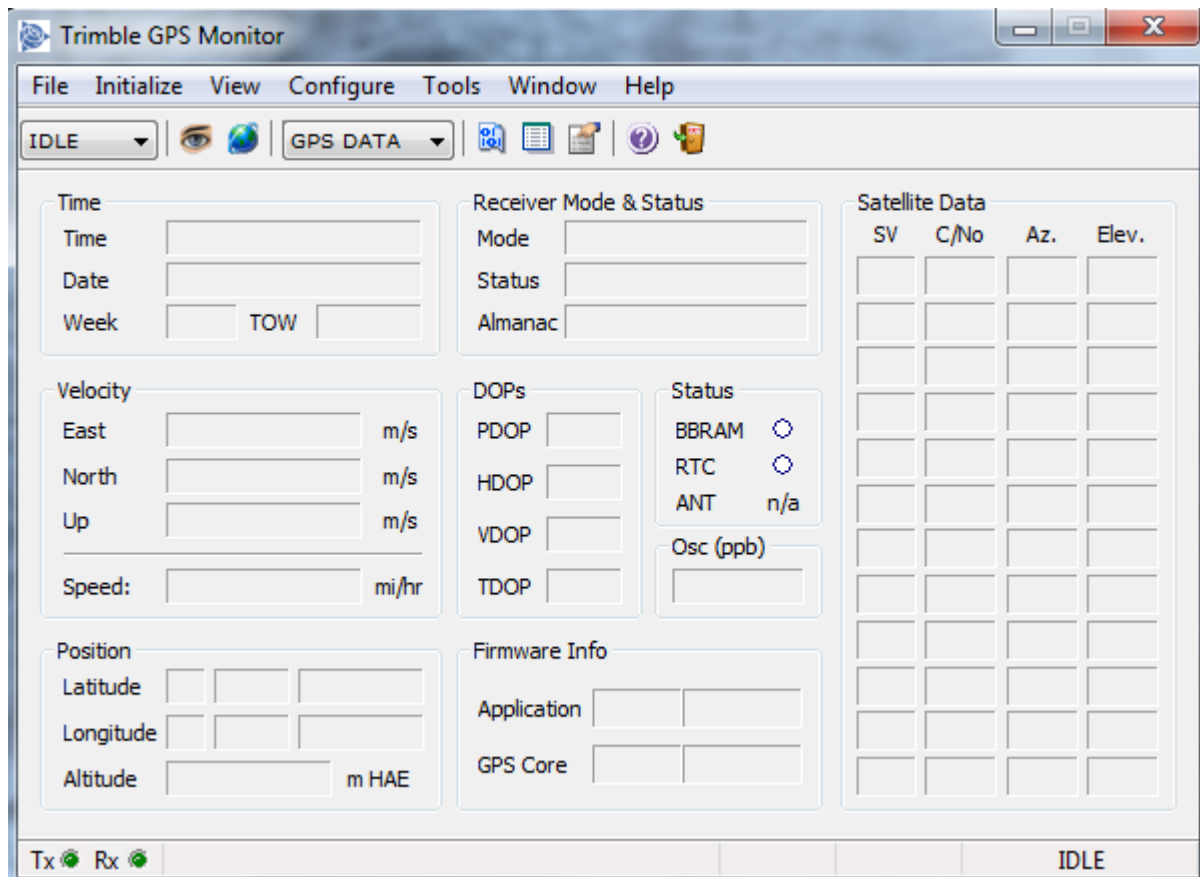 Trimble GPS Monitor
File Initialize View Configure Tools Window Help
IDLE GPS DATA
Time
Time
Date
Week TOW
Receiver Mode & Status
Mode
Status
Almanac
Satellite Data
SV C/No Az. Elev.
Velocity
East m/s
North m/s
Up m/s
Speed: mi/hr
DOPs
PDOP
HDOP
VDOP
TDOP
Status
BBRAM
RTC
ANT n/a
Osc (ppb)
Position
Latitude
Longitude
Altitude m HAE
Firmware Info
Application
GPS Core
Tx Rx IDLE